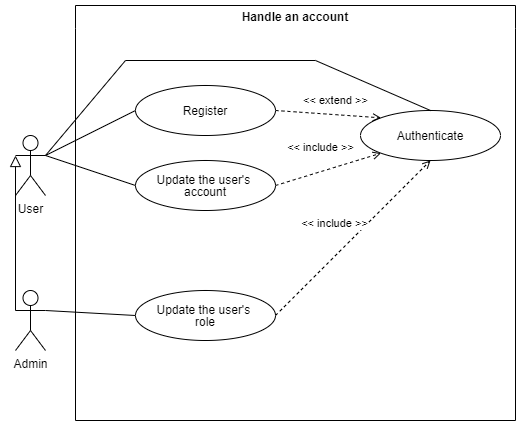 Handle an account
<< extend >>
Register
Authenticate
<< include >>
Update the user's
account
User
<< include >>
Update the user's
role
Admin